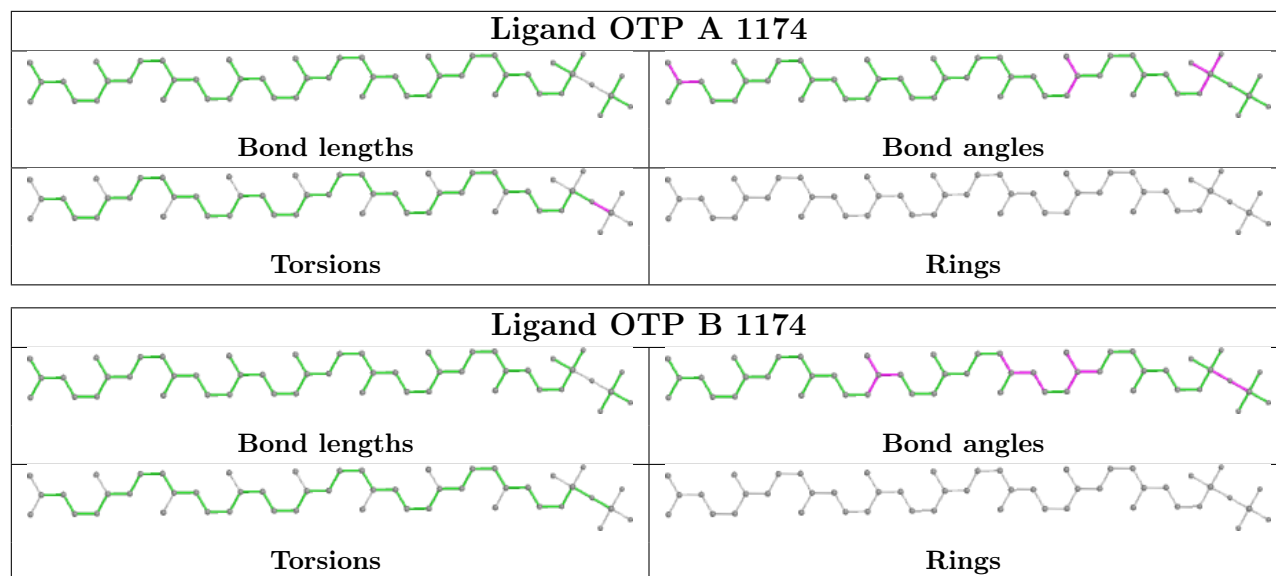 Ligand OTP A 1174
Bond lengths Bond angles
Torsions Rings
Ligand OTP B 1174
Bond lengths Bond angles
Torsions Rings